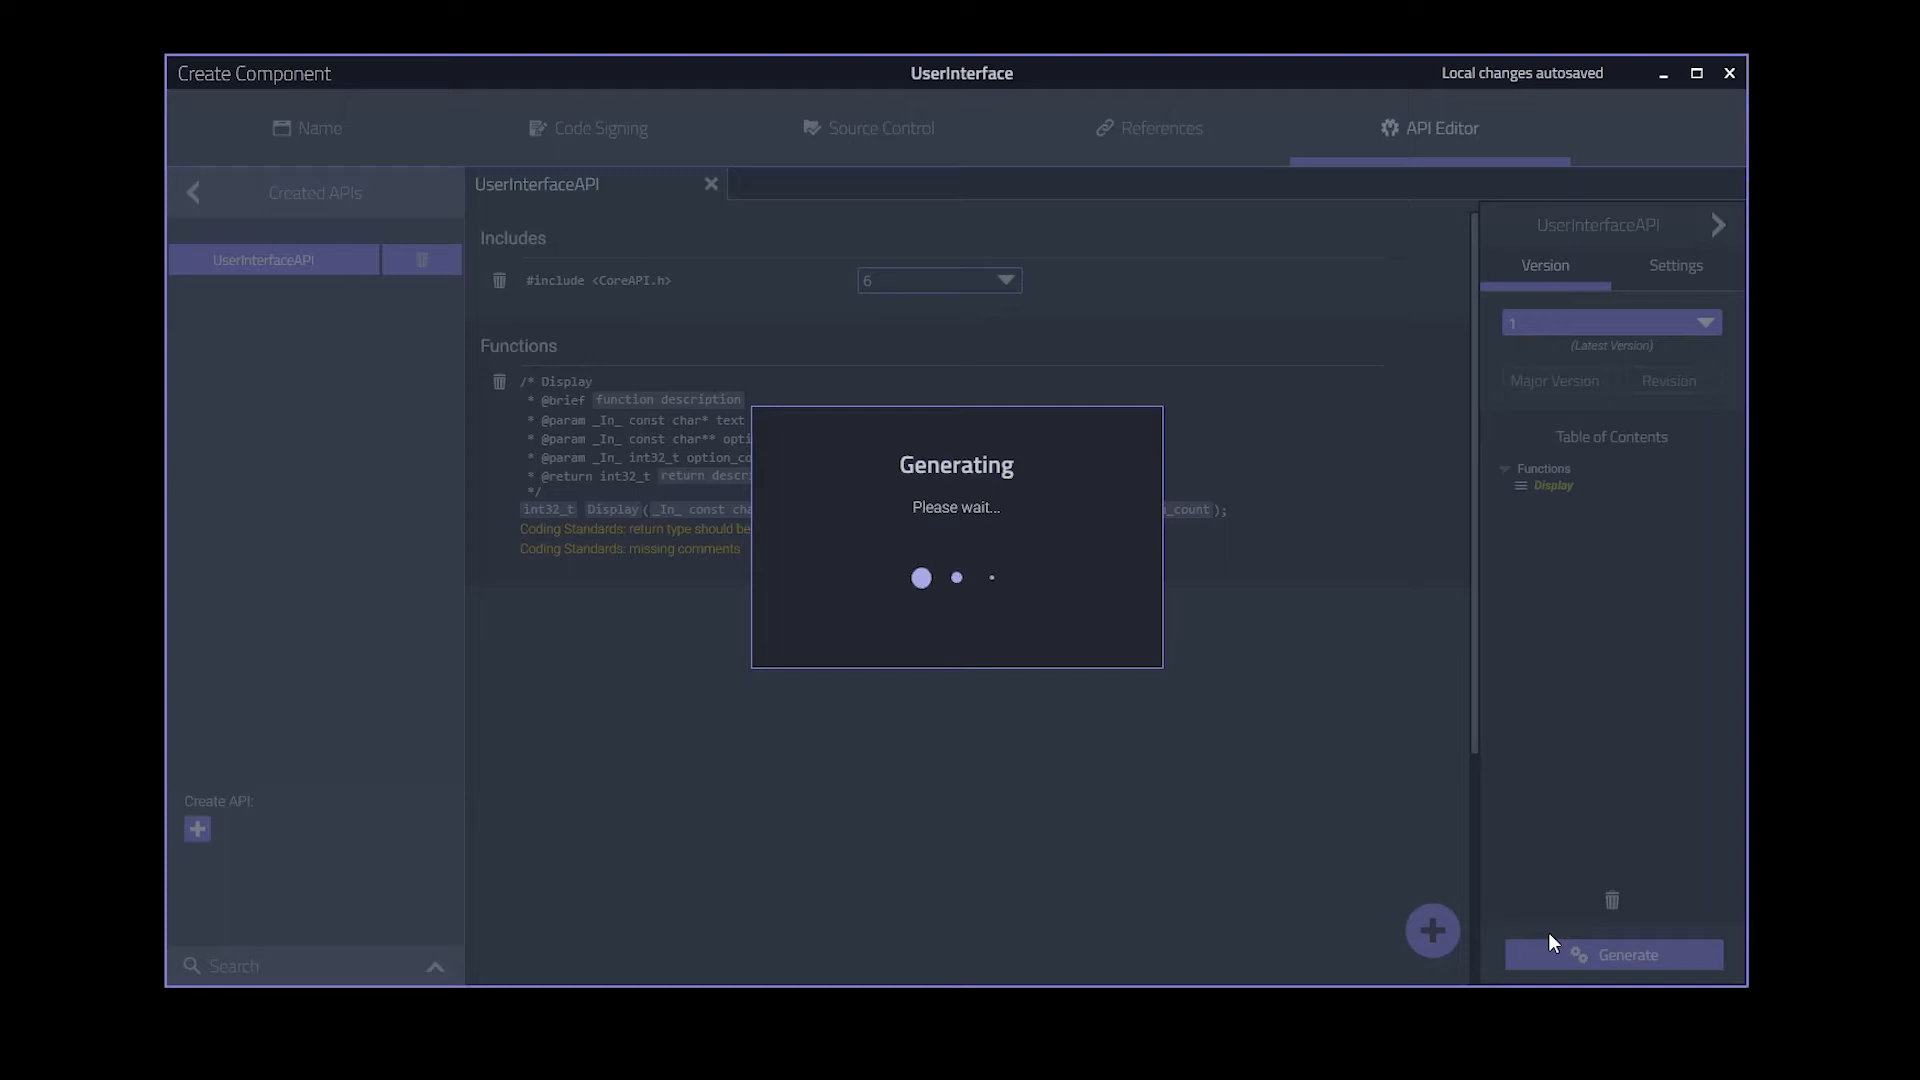 Create Component
UserInterface
Local changes autosaved
Name
Code Signing
Source Control
References
API Editor
Created APIs
UserInterfaceAPI
UserInterfaceAPI
UserInterfaceAPI
Version
Settings
Includes
#include <CoreAPI.h>
6
1
(Latest Version)
Major Version
Revision
Functions
/* Display
* @brief function description
* @param _In_ const char* text
* @param _In_ const char** opti
* @param _In_ int32_t option_co
* @return int32_t return descr
*/
int32_t Display(_In_ const cha
_count);
Coding Standards: return type should be
Coding Standards: missing comments
Table of Contents
Functions
Display
Generating
Please wait...
Create API:
Search
Generate